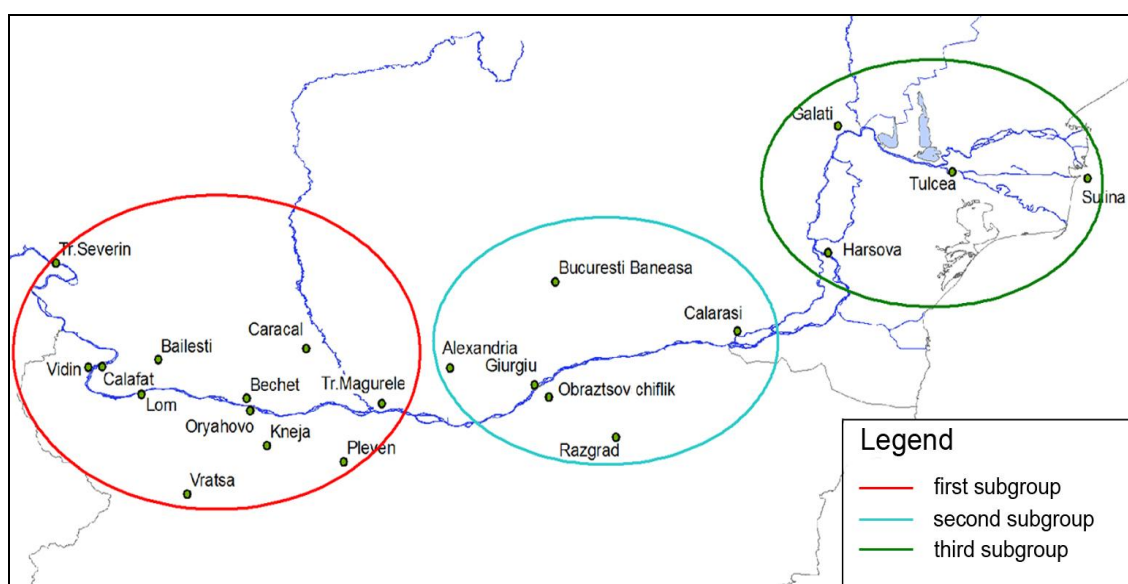 Galati
Tulcea
Sulina
Harsova
Tr.Severin
Bucuresti Baneasa
Calarasi
Caracal
Bailesti
Alexandria
Vidin
Calafat
Giurgiu
Lom
Bechet
Tr.Magurele
Obraztsov chiflik
Oryahovo
Kneja
Pleven
Razgrad
Vratsa
Legend
first subgroup
second subgroup
third subgroup